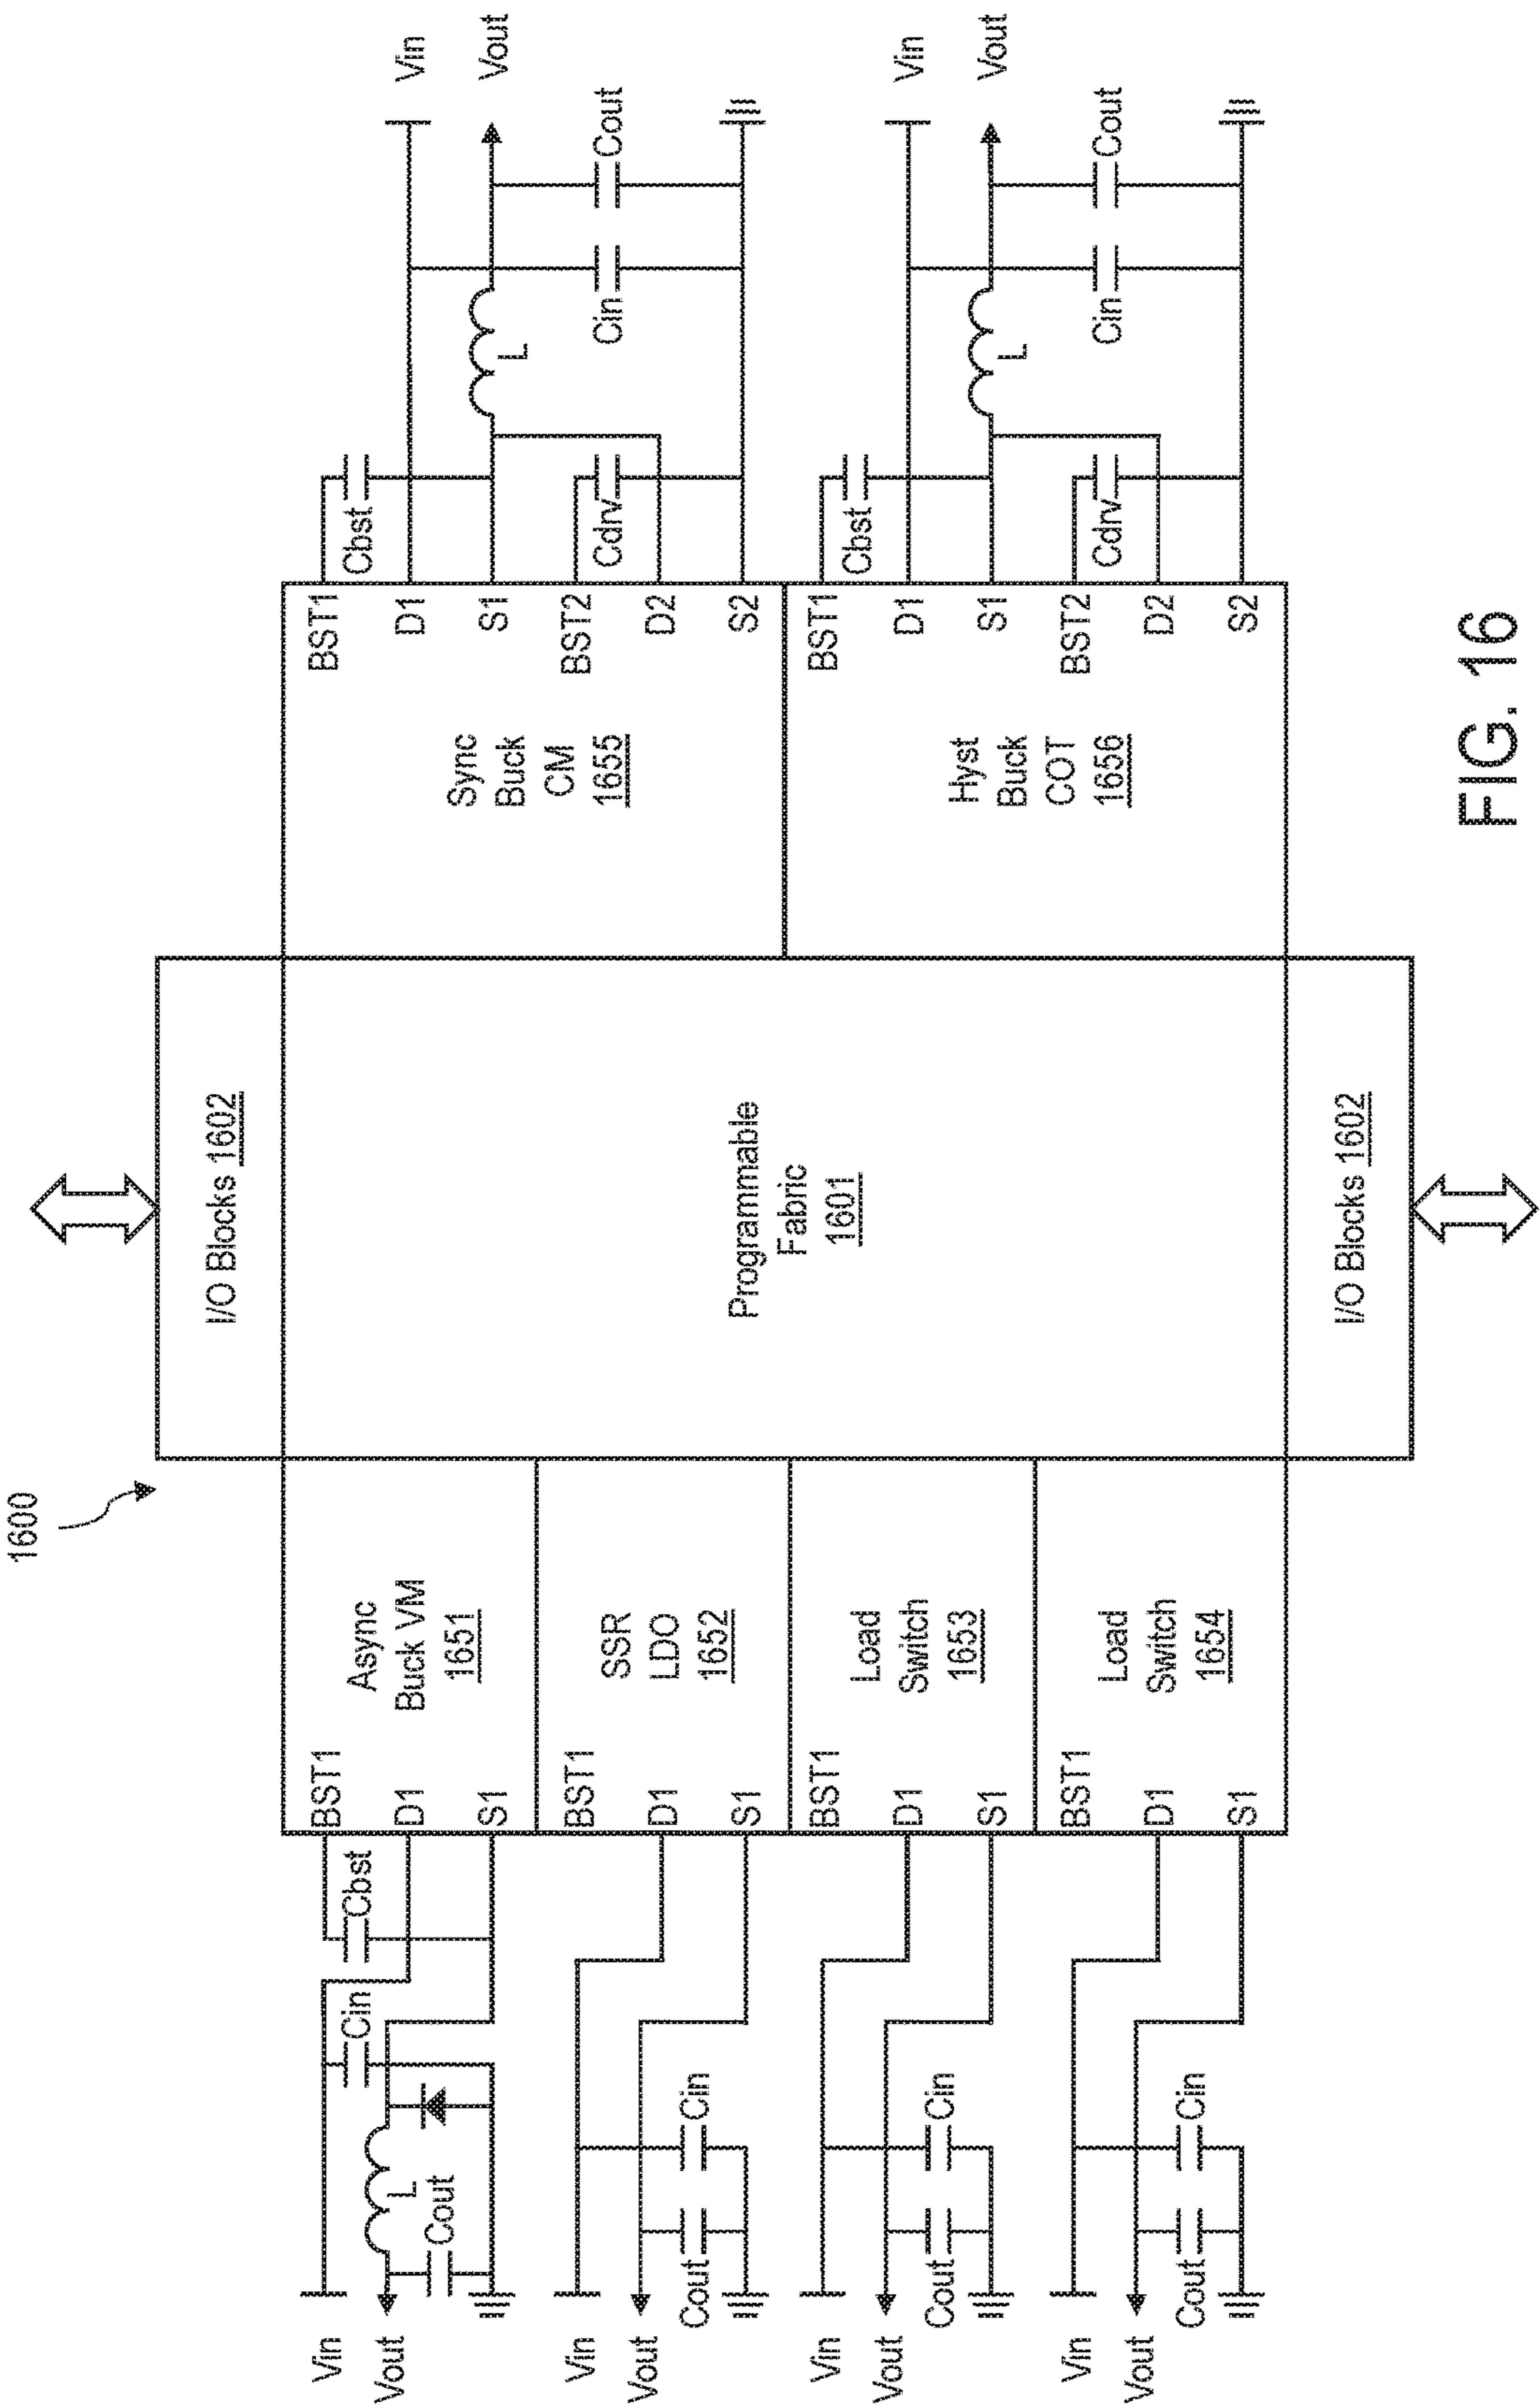 1600
I/O Blocks 1602
Vin
Vout
Cin
L
Cout
Cbst
BST1
D1
S1
Async
Buck VM
1651
Vin
Vout
Cout
Cin
BST1
D1
S1
SSR
LDO
1652
Vin
Vout
Cout
Cin
BST1
D1
S1
Load
Switch
1653
Vin
Vout
Cout
Cin
BST1
D1
S1
Load
Switch
1654
Programmable
Fabric
1601
Sync
Buck
CM
1655
BST1
D1
S1
BST2
D2
S2
Cbst
Cdrv
L
Cin
Cout
Vin
Vout
Hyst
Buck
COT
1656
BST1
D1
S1
BST2
D2
S2
Cbst
Cdrv
L
Cin
Cout
Vin
Vout
I/O Blocks 1602
FIG. 16